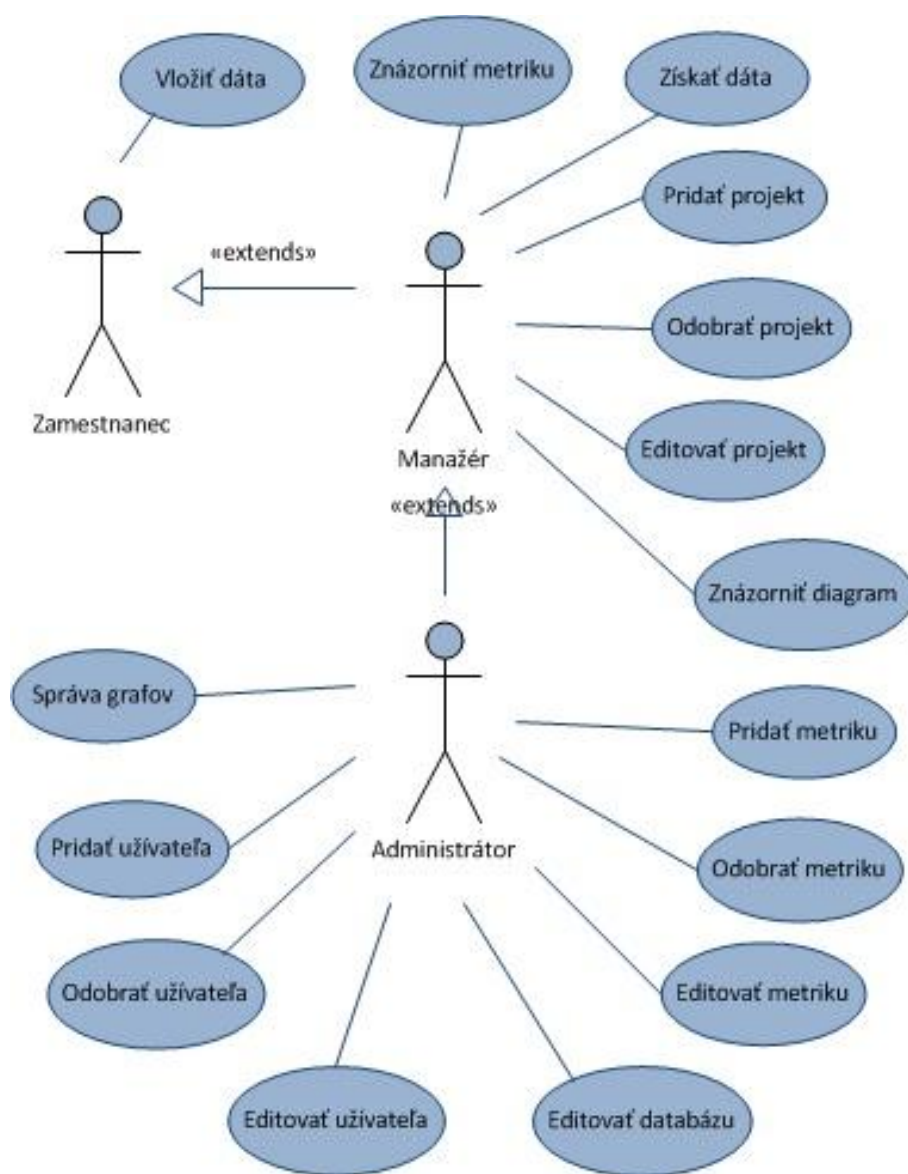 Vložiť dáta
Znázorniť metriku
Získať dáta
Pridať projekt
«extends»
Odobrať projekt
Zamestnanec
Manažér
Editovať projekt
«extends»
Znázorniť diagram
Správa grafov
Pridať metriku
Pridať užívateľa
Administrátor
Odobrať metriku
Odobrať užívateľa
Editovať metriku
Editovať užívateľa
Editovať databázu